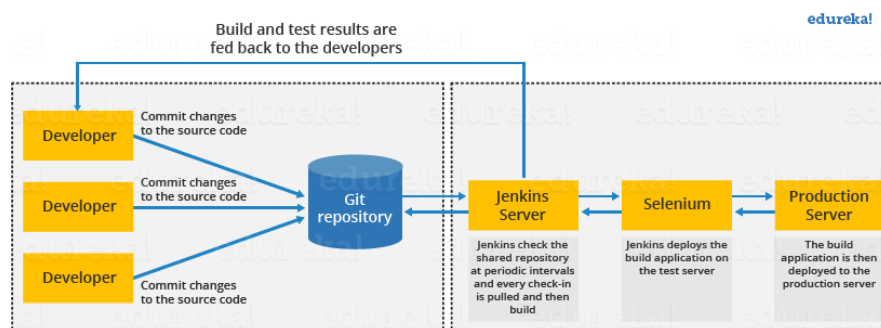 edureka!
Build and test results are
fed back to the developers
Commit changes
to the source code
Developer
Commit changes
to the source code
Developer
Commit changes
to the source code
Developer
Git
repository
Jenkins
Server
Selenium
Production
Server
Jenkins check the
shared repository
at periodic intervals
and every check-in
is pulled and then
build
Jenkins deploys the
build application on
the test server
The build
application is then
deployed to the
production server